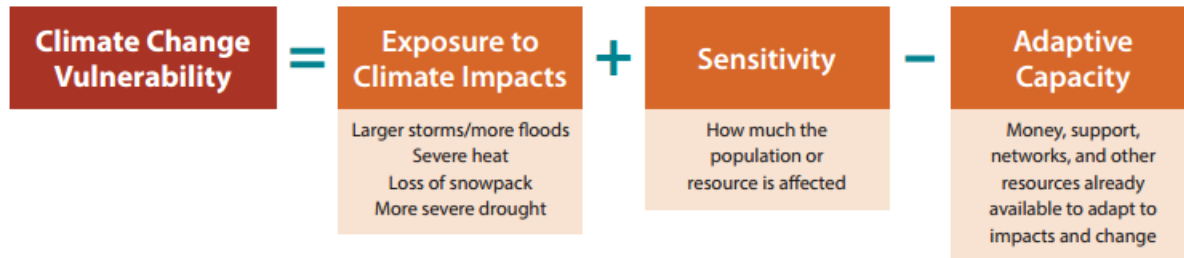 Climate Change
Vulnerability
=
Exposure to
Climate Impacts
Larger storms/more floods
Severe heat
Loss of snowpack
More severe drought
+
Sensitivity
How much the
population or
resource is affected
–
Adaptive
Capacity
Money, support,
networks, and other
resources already
available to adapt to
impacts and change